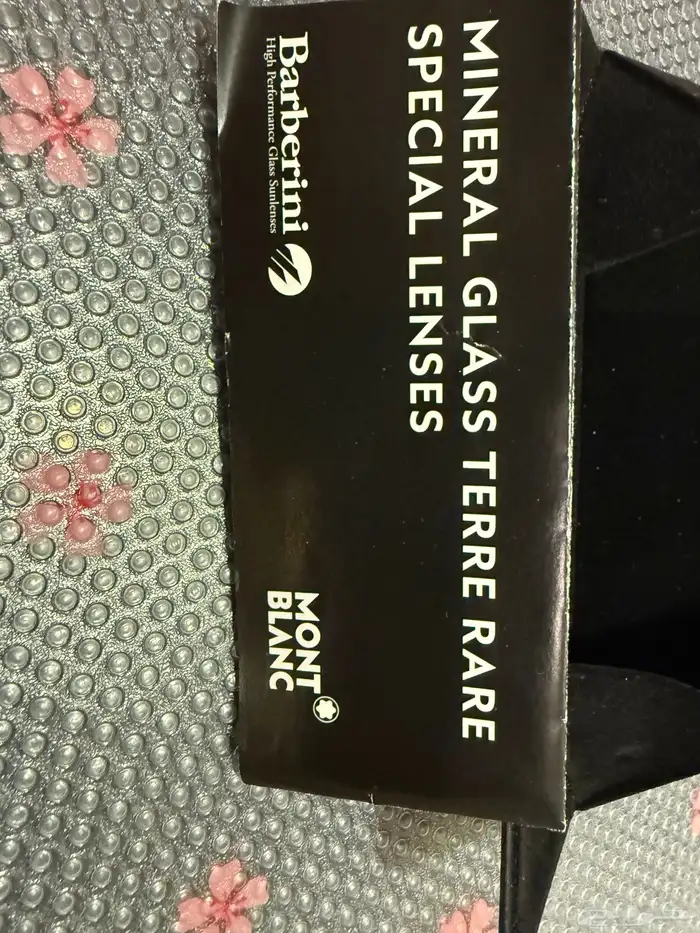 MINERAL GLASS TERRE RARE
SPECIAL LENSES
Barberini
High Performance Glass Sunlenses
MONT
BLANC